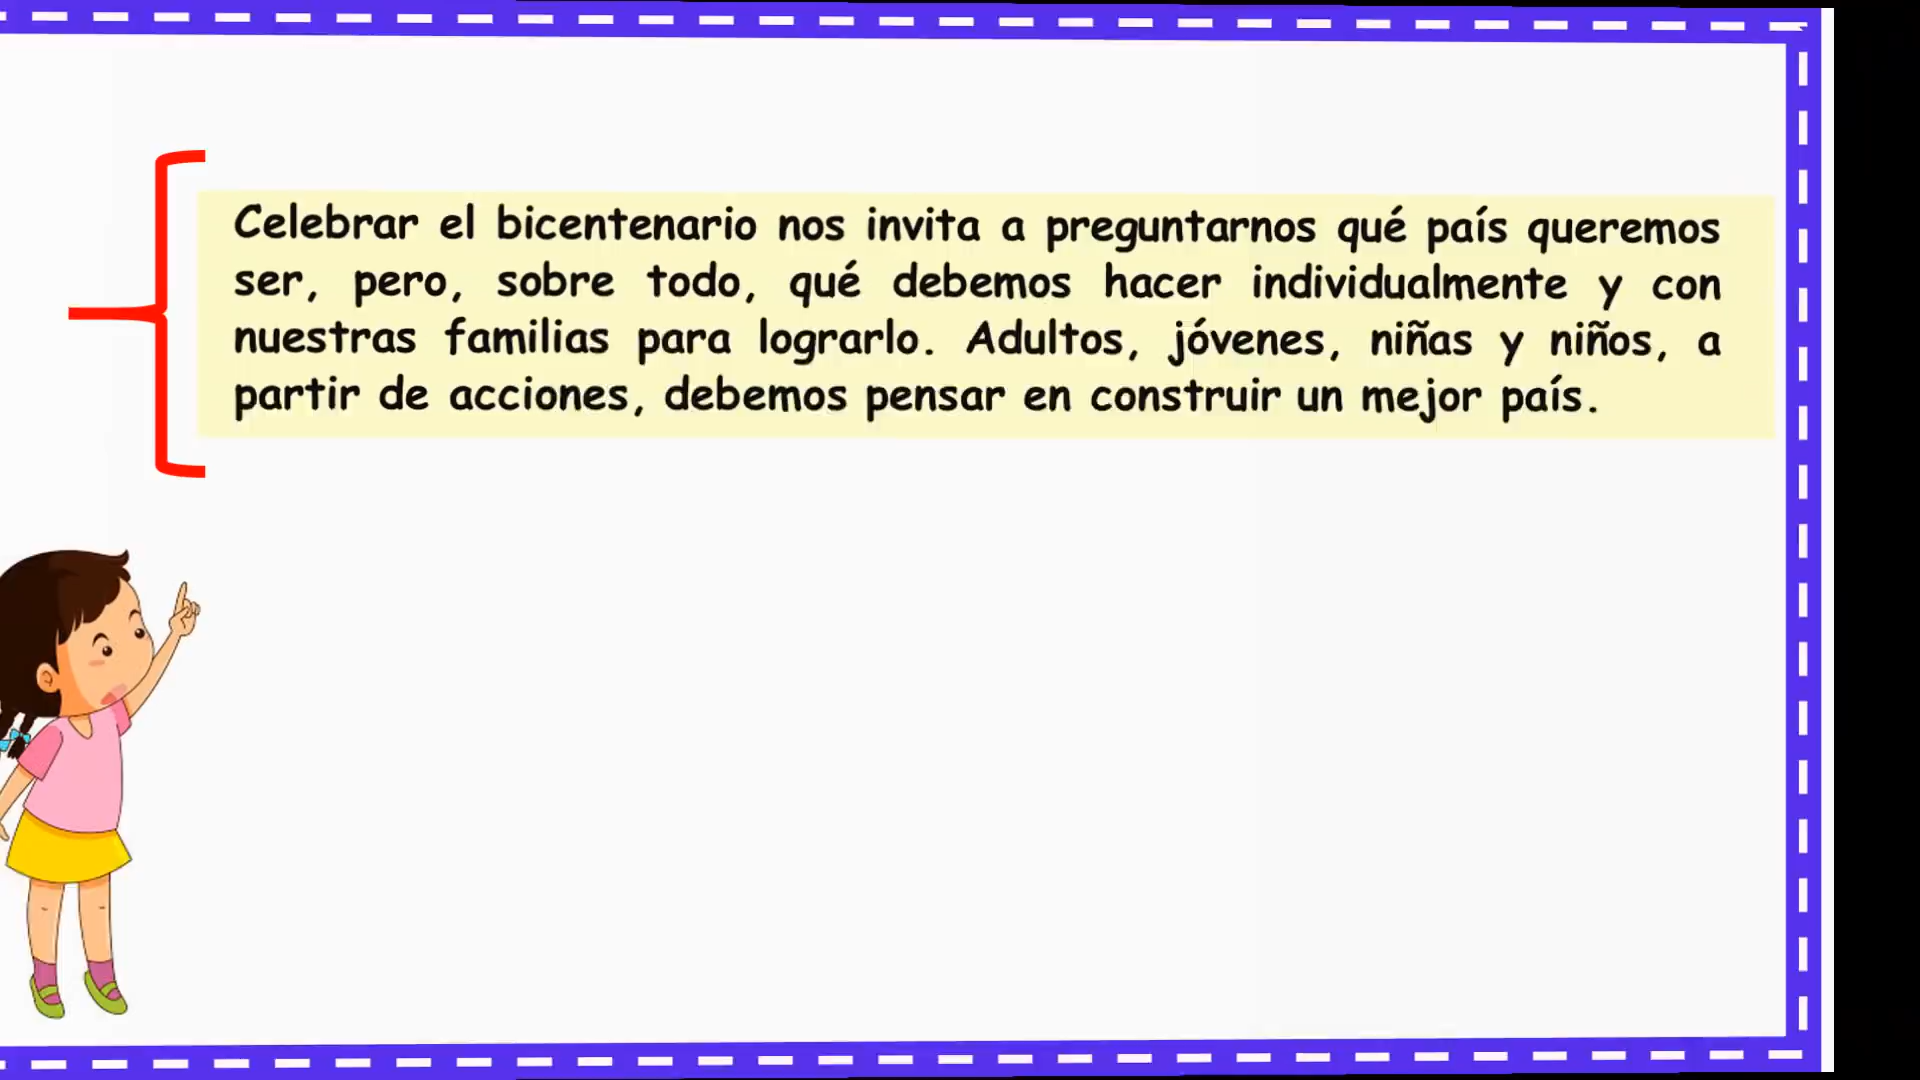 Celebrar el bicentenario nos invita a preguntarnos qué país queremos
ser, pero, sobre todo, qué debemos hacer individualmente y con
nuestras familias para lograrlo. Adultos, jóvenes, niñas y niños, a
partir de acciones, debemos pensar en construir un mejor país.